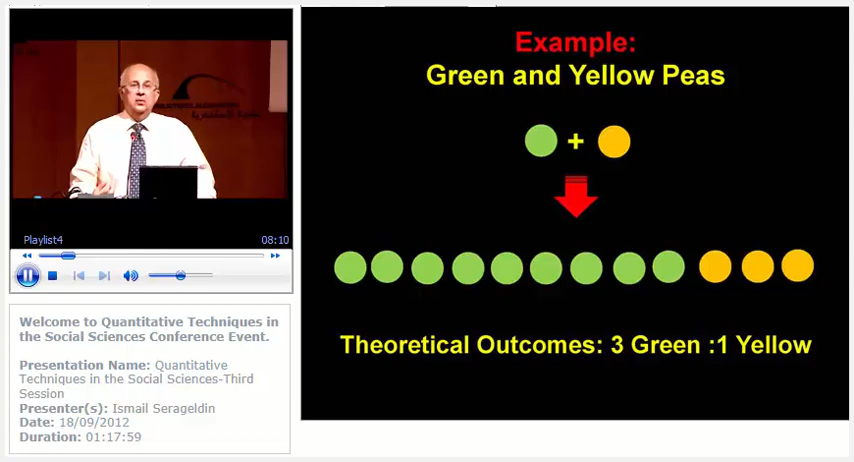 Playlist4
08:10
Welcome to Quantitative Techniques in
the Social Sciences Conference Event.
Presentation Name: Quantitative
Techniques in the Social Sciences-Third
Session
Presenter(s): Ismail Serageldin
Date: 18/09/2012
Duration: 01:17:59
Example:
Green and Yellow Peas
+
Theoretical Outcomes: 3 Green :1 Yellow